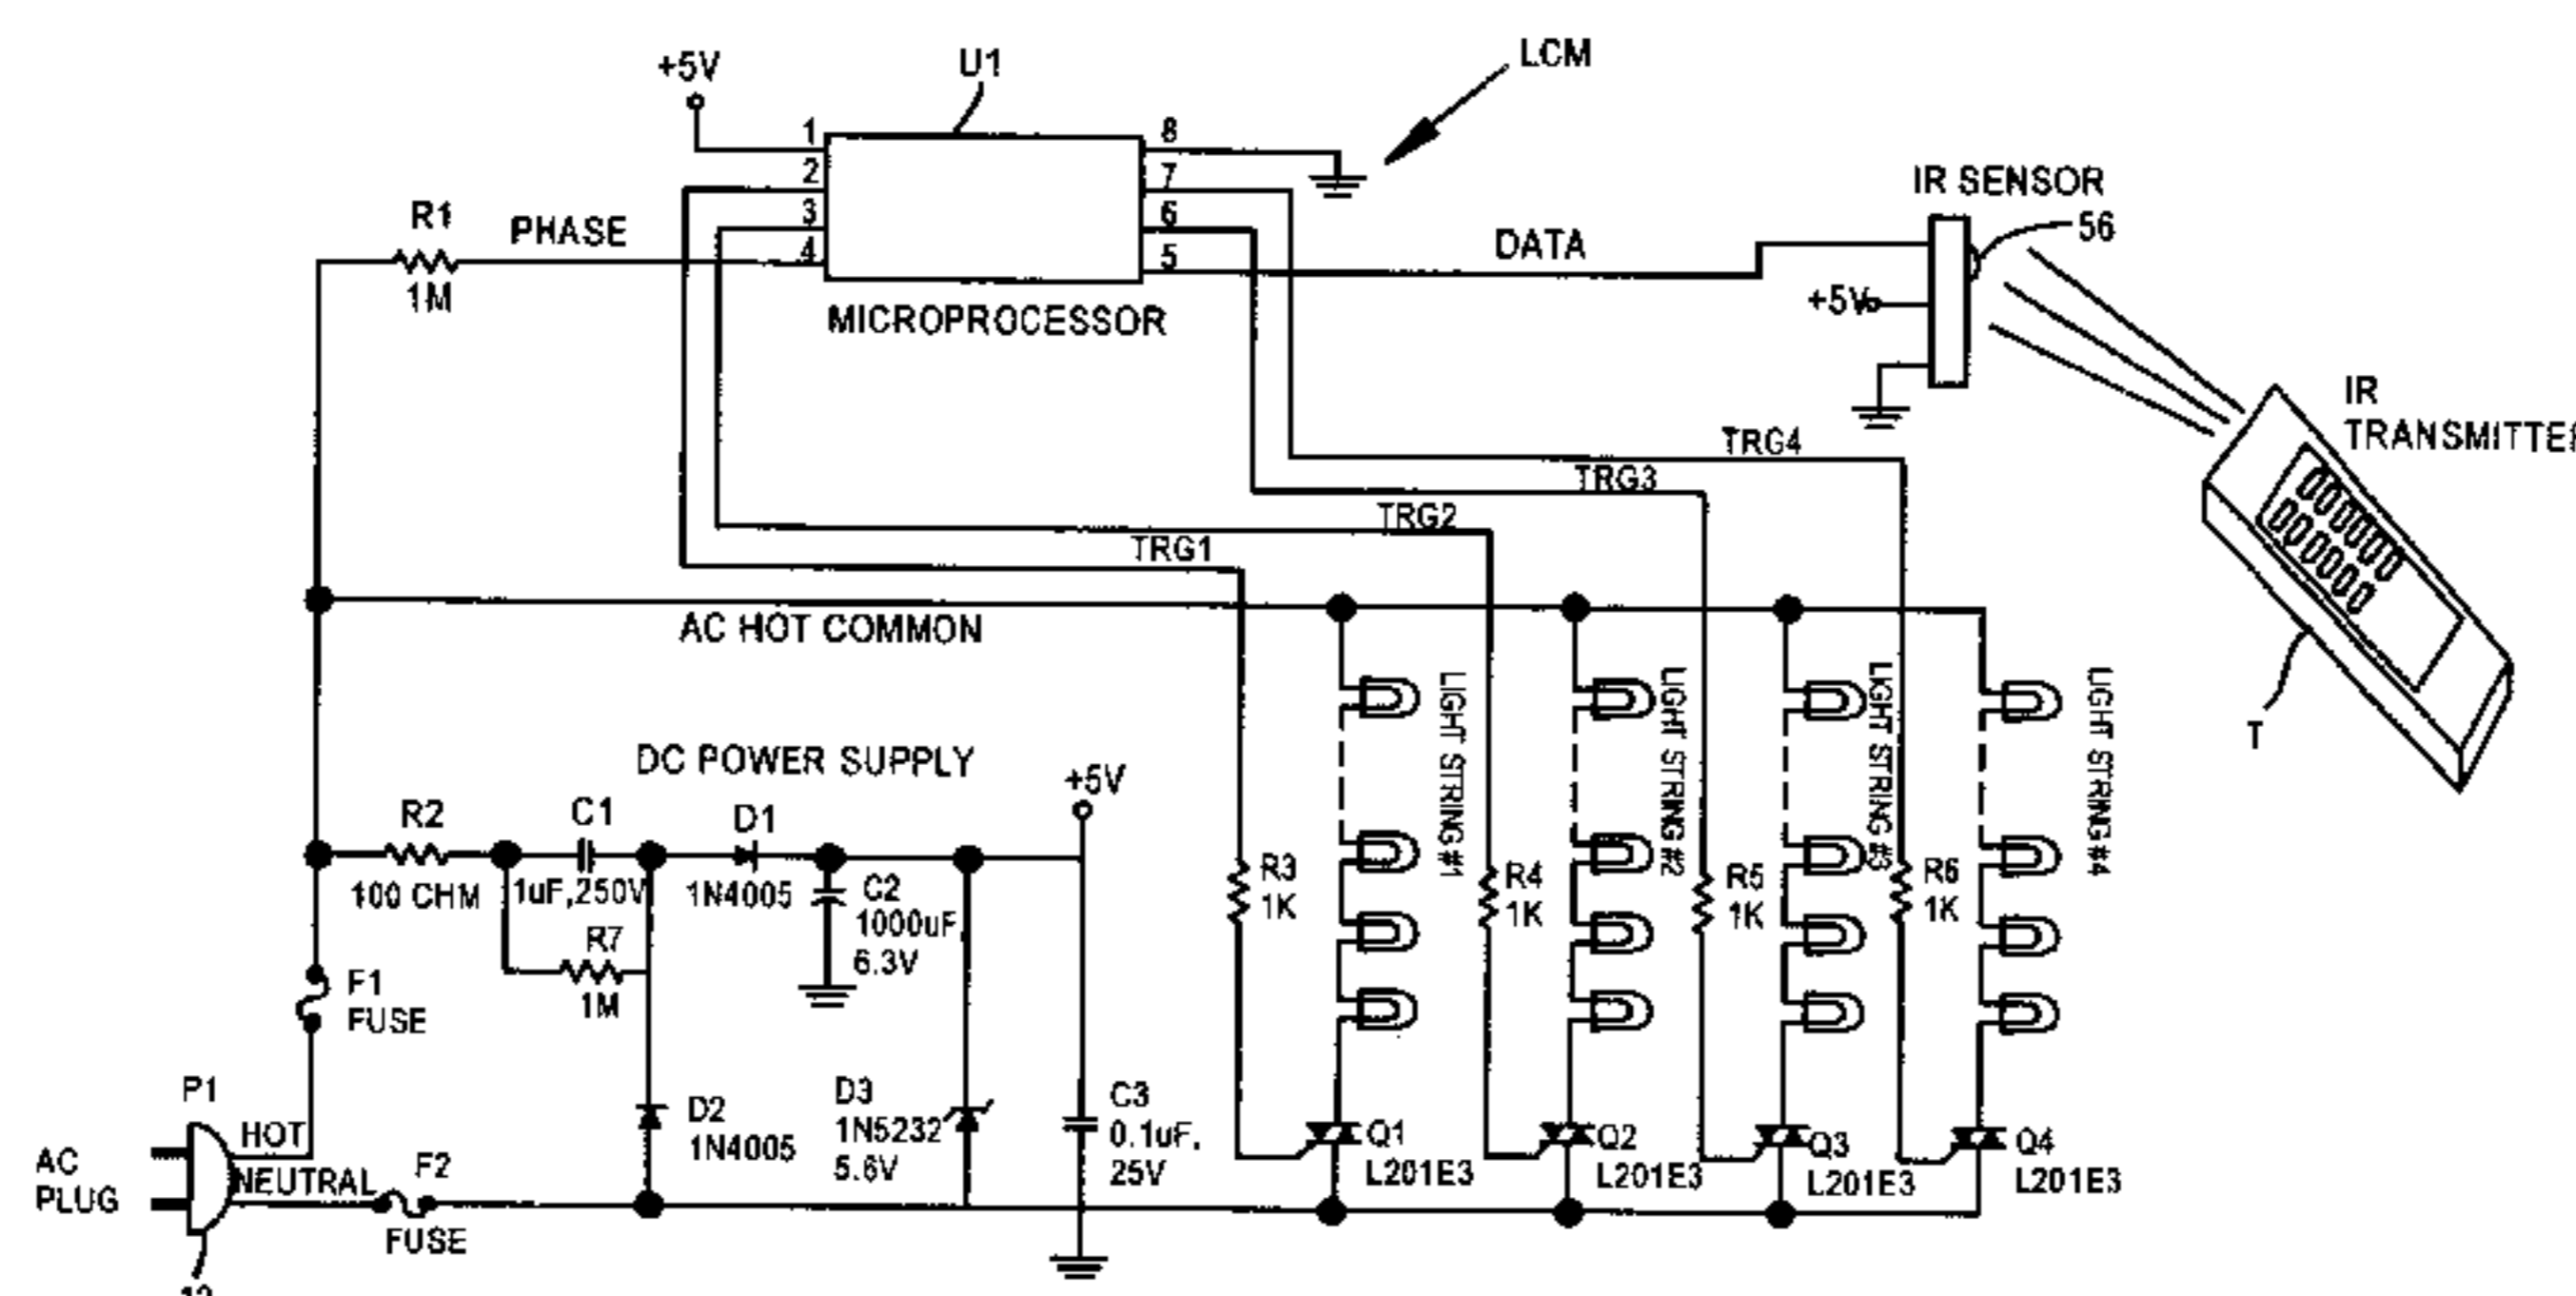 +5V
U1
LCM
1
2
3
4
8
7
6
5
R1
1M
PHASE
MICROPROCESSOR
DATA
IR SENSOR
56
+5V
IR
TRANSMITTER
T
TRG4
TRG3
TRG2
TRG1
AC HOT COMMON
DC POWER SUPPLY
+5V
R2
100 CHM
C1
1uF,250V
D1
1N4005
C2
1000uF,
6.3V
R7
1M
F1
FUSE
P1
HOT
NEUTRAL
AC
PLUG
F2
FUSE
D2
1N4005
D3
1N5232
5.6V
C3
0.1uF,
25V
R3
1K
LIGHT STRING #1
Q1
L201E3
R4
1K
LIGHT STRING #2
Q2
L201E3
R5
1K
LIGHT STRING #3
Q3
L201E3
R6
1K
LIGHT STRING #4
Q4
L201E3